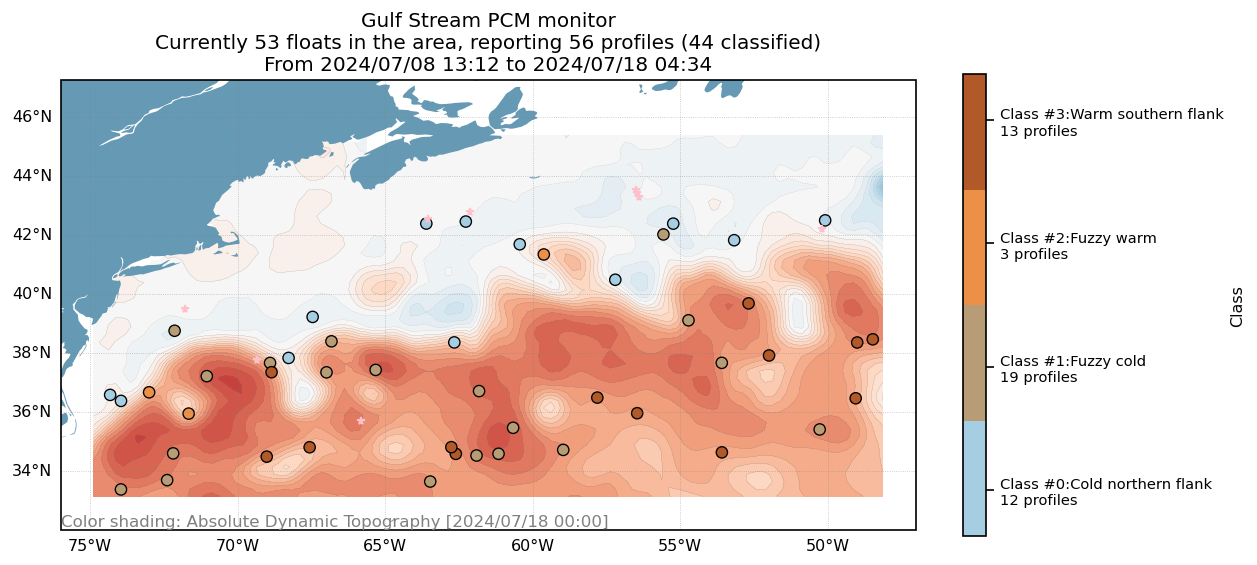 Gulf Stream PCM monitor
Currently 53 floats in the area, reporting 56 profiles (44 classified)
From 2024/07/08 13:12 to 2024/07/18 04:34
46°N
44°N
42°N
40°N
38°N
36°N
34°N
Color shading: Absolute Dynamic Topography [2024/07/18 00:00]
75°W 70°W 65°W 60°W 55°W 50°W
Class #3:Warm southern flank
13 profiles
Class #2:Fuzzy warm
3 profiles
Class #1:Fuzzy cold
19 profiles
Class #0:Cold northern flank
12 profiles
Class